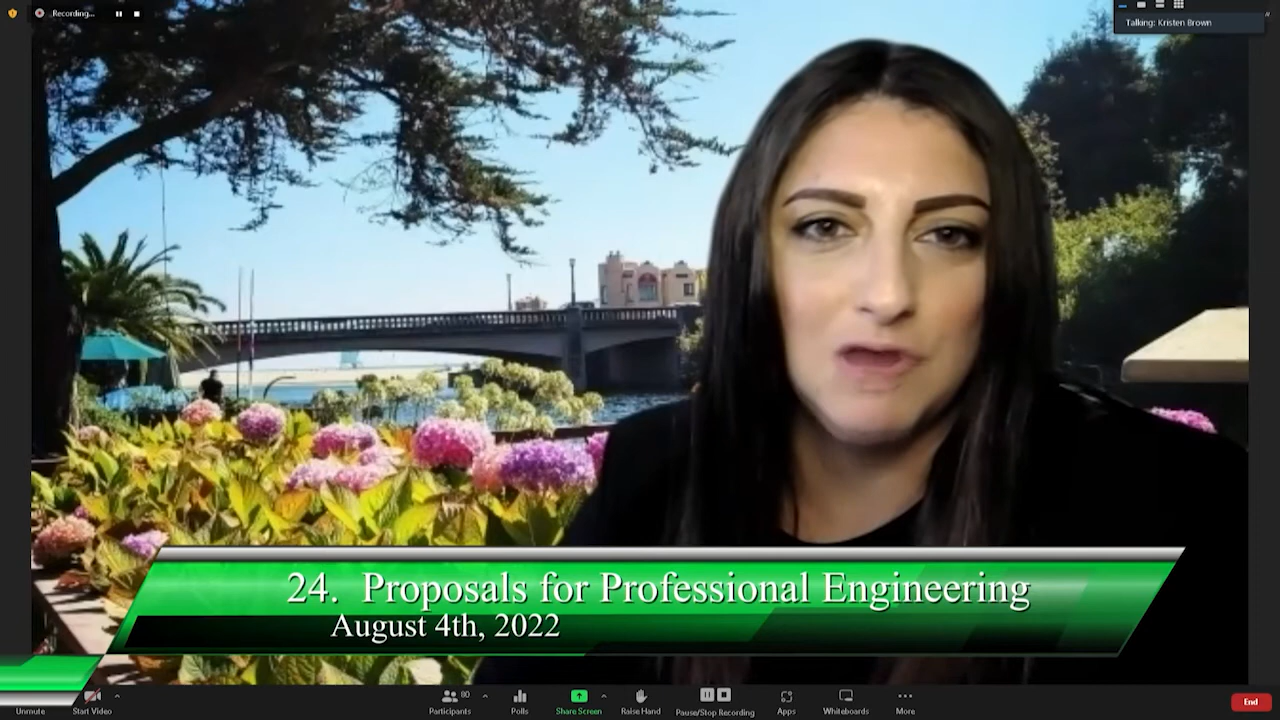 Recording...
Talking: Kristen Brown
24. Proposals for Professional Engineering
August 4th, 2022
Unmute
Start Video
Participants
80
Polls
Share Screen
Raise Hand
Pause/Stop Recording
Apps
Whiteboards
More
End